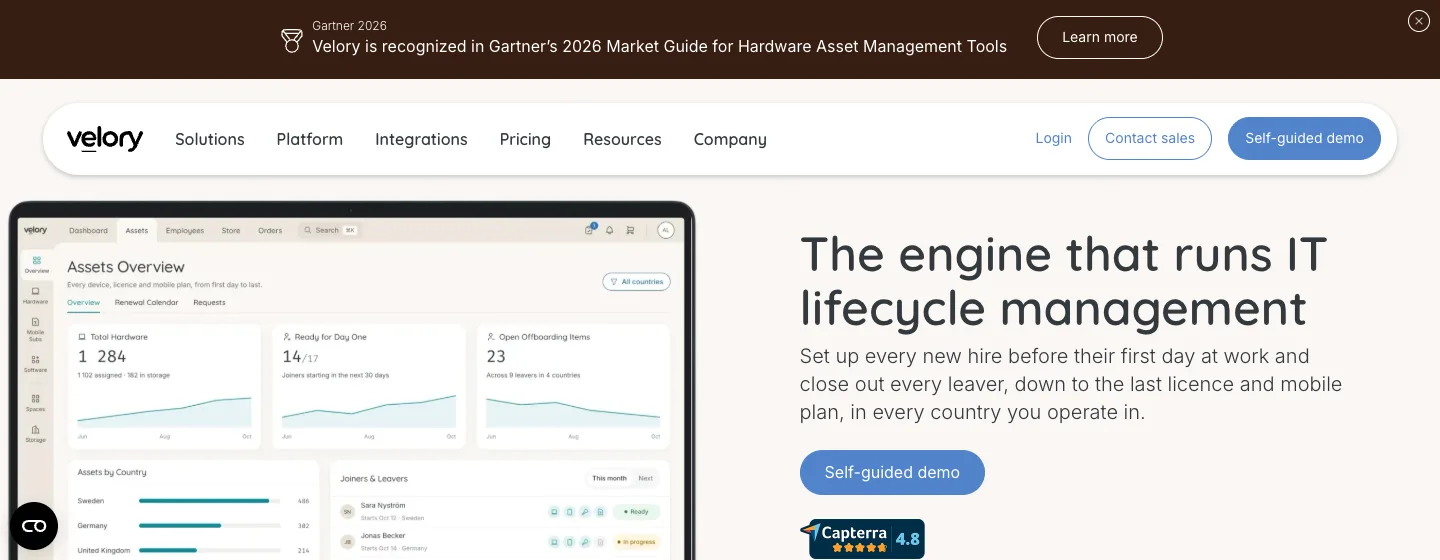 Gartner 2026
Velory is recognized in Gartner's 2026 Market Guide for Hardware Asset Management Tools
Learn more
velory
Solutions
Platform
Integrations
Pricing
Resources
Company
Login
Contact sales
Self-guided demo
velory
Dashboard
Assets
Employees
Store
Orders
Search ⌘K
1
AL
Overview
Hardware
Mobile
Subs
Software
Spaces
Storage
Assets Overview
Every device, licence and mobile plan, from first day to last.
All countries
Overview
Renewal Calendar
Requests
Total Hardware
1 284
1 102 assigned · 182 in storage
Jun Aug Oct
Ready for Day One
14/17
Joiners starting in the next 30 days
Jun Aug Oct
Open Offboarding Items
23
Across 9 leavers in 4 countries
Jun Aug Oct
Assets by Country
Sweden 486
Germany 302
United Kingdom 214
Joiners & Leavers
This month Next
SN
Sara Nyström
Starts Oct 12 · Sweden
Ready
JB
Jonas Becker
Starts Oct 14 · Germany
In progress
The engine that runs IT
lifecycle management
Set up every new hire before their first day at work and
close out every leaver, down to the last licence and mobile
plan, in every country you operate in.
Self-guided demo
Capterra 4.8